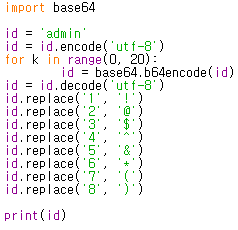 import base64
id = 'admin'
id = id.encode('utf-8')
for k in range(0, 20):
        id = base64.b64encode(id)
id = id.decode('utf-8')
id.replace('1', '!')
id.replace('2', '@')
id.replace('3', '$')
id.replace('4', '^')
id.replace('5', '&')
id.replace('6', '*')
id.replace('7', '(')
id.replace('8', ')')
print(id)